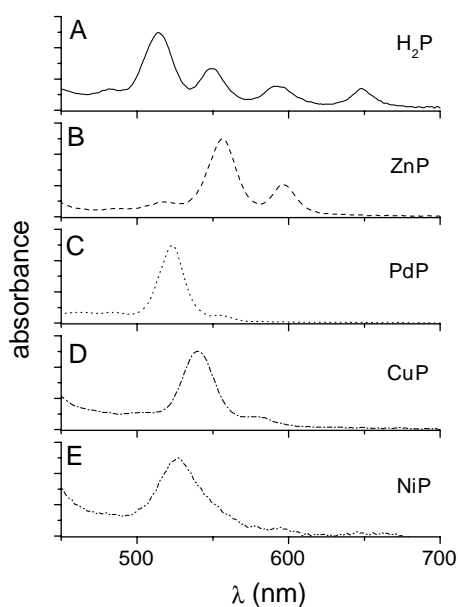 A
H₂P
B
ZnP
C
PdP
absorbance
D
CuP
E
NiP
500 600 700
λ (nm)